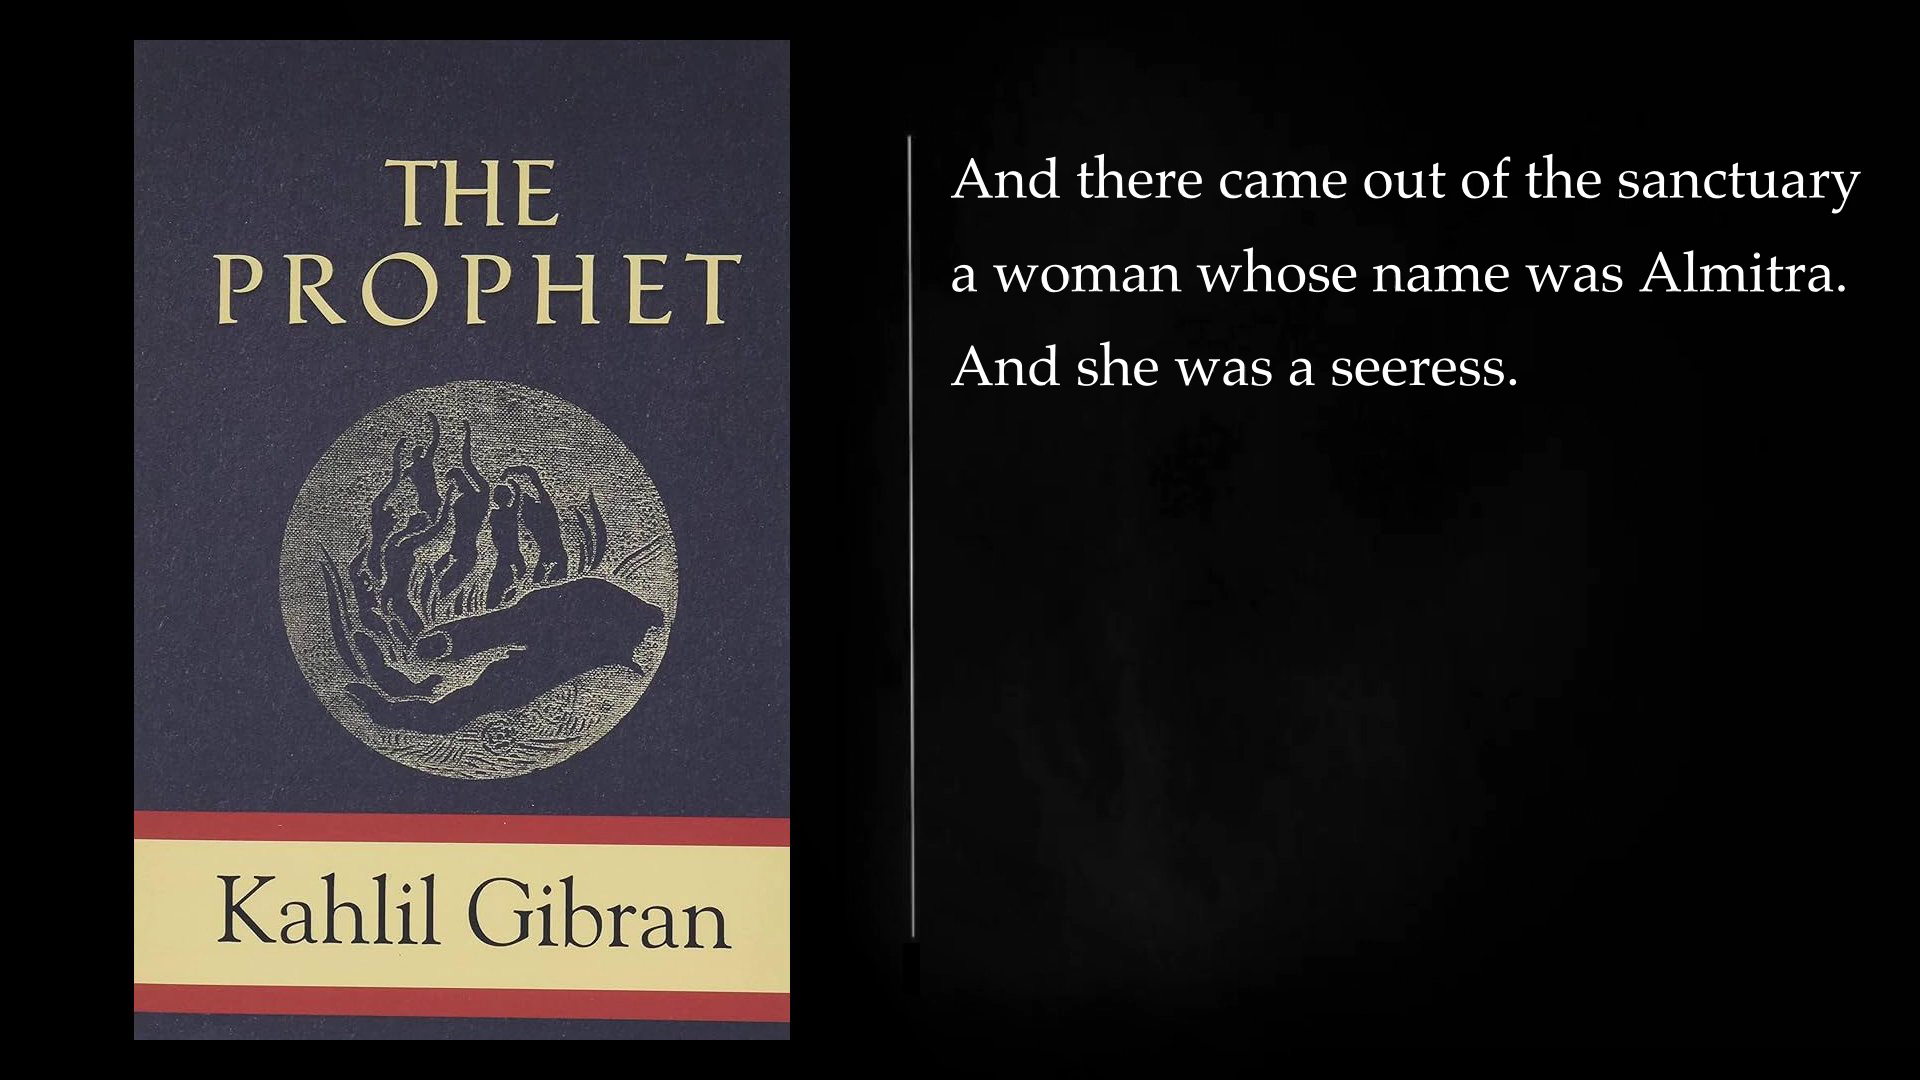 THE
PROPHET
Kahlil Gibran
And there came out of the sanctuary
a woman whose name was Almitra.
And she was a seeress.